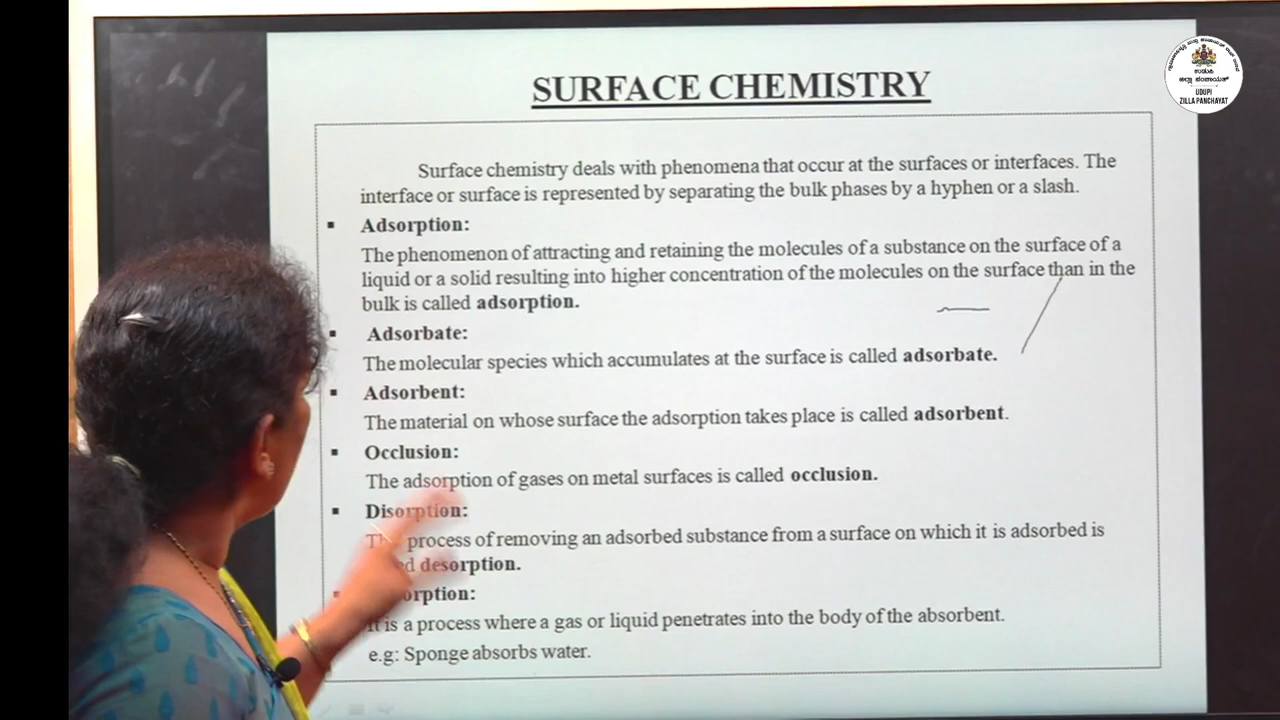 SURFACE CHEMISTRY
Surface chemistry deals with phenomena that occur at the surfaces or interfaces. The
interface or surface is represented by separating the bulk phases by a hyphen or a slash.
▪ Adsorption:
The phenomenon of attracting and retaining the molecules of a substance on the surface of a
liquid or a solid resulting into higher concentration of the molecules on the surface than in the
bulk is called adsorption.
▪ Adsorbate:
The molecular species which accumulates at the surface is called adsorbate.
▪ Adsorbent:
The material on whose surface the adsorption takes place is called adsorbent.
▪ Occlusion:
The adsorption of gases on metal surfaces is called occlusion.
▪ Disorption:
process of removing an adsorbed substance from a surface on which it is adsorbed is
desorption.
orption:
It is a process where a gas or liquid penetrates into the body of the absorbent.
e.g: Sponge absorbs water.
ಉಡುಪಿ
ಜಿಲ್ಲಾ ಪಂಚಾಯತ್
UDUPI
ZILLA PANCHAYAT